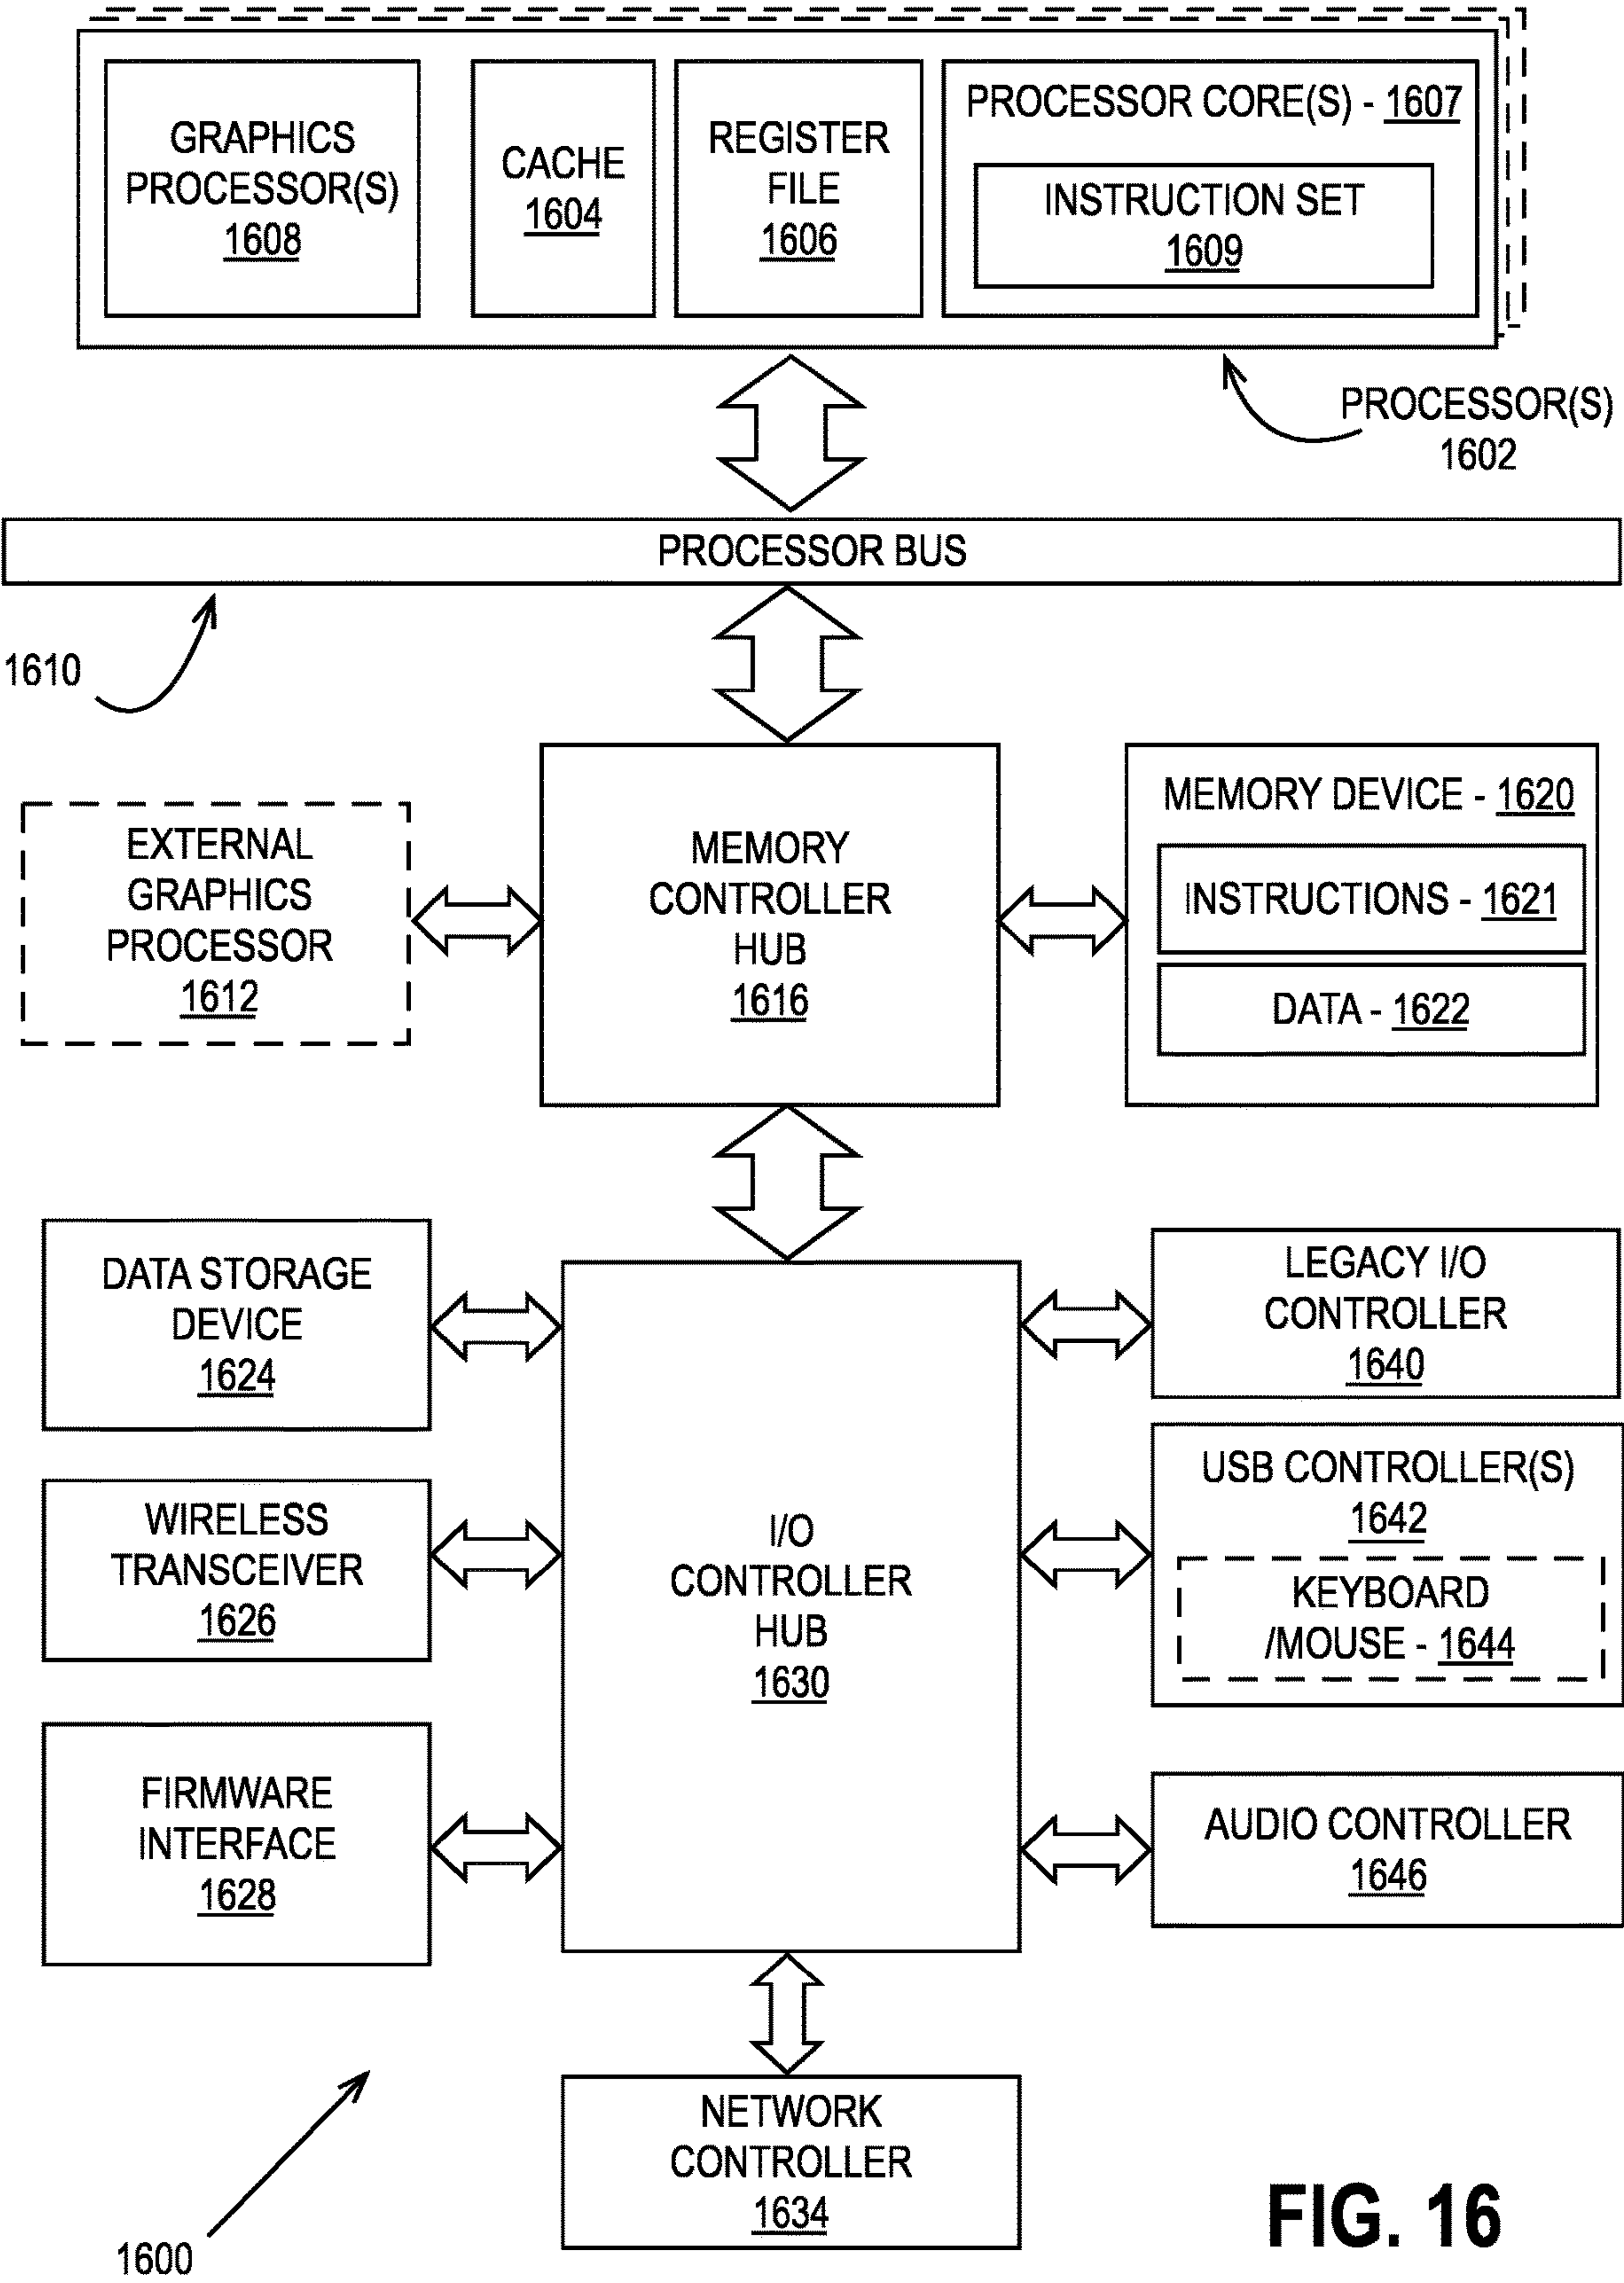 GRAPHICS
PROCESSOR(S)
1608
CACHE
1604
REGISTER
FILE
1606
PROCESSOR CORE(S) - 1607
INSTRUCTION SET
1609
PROCESSOR(S)
1602
PROCESSOR BUS
1610
EXTERNAL
GRAPHICS
PROCESSOR
1612
MEMORY
CONTROLLER
HUB
1616
MEMORY DEVICE - 1620
INSTRUCTIONS - 1621
DATA - 1622
DATA STORAGE
DEVICE
1624
WIRELESS
TRANSCEIVER
1626
FIRMWARE
INTERFACE
1628
I/O
CONTROLLER
HUB
1630
LEGACY I/O
CONTROLLER
1640
USB CONTROLLER(S)
1642
KEYBOARD
/MOUSE - 1644
AUDIO CONTROLLER
1646
NETWORK
CONTROLLER
1634
1600
FIG. 16